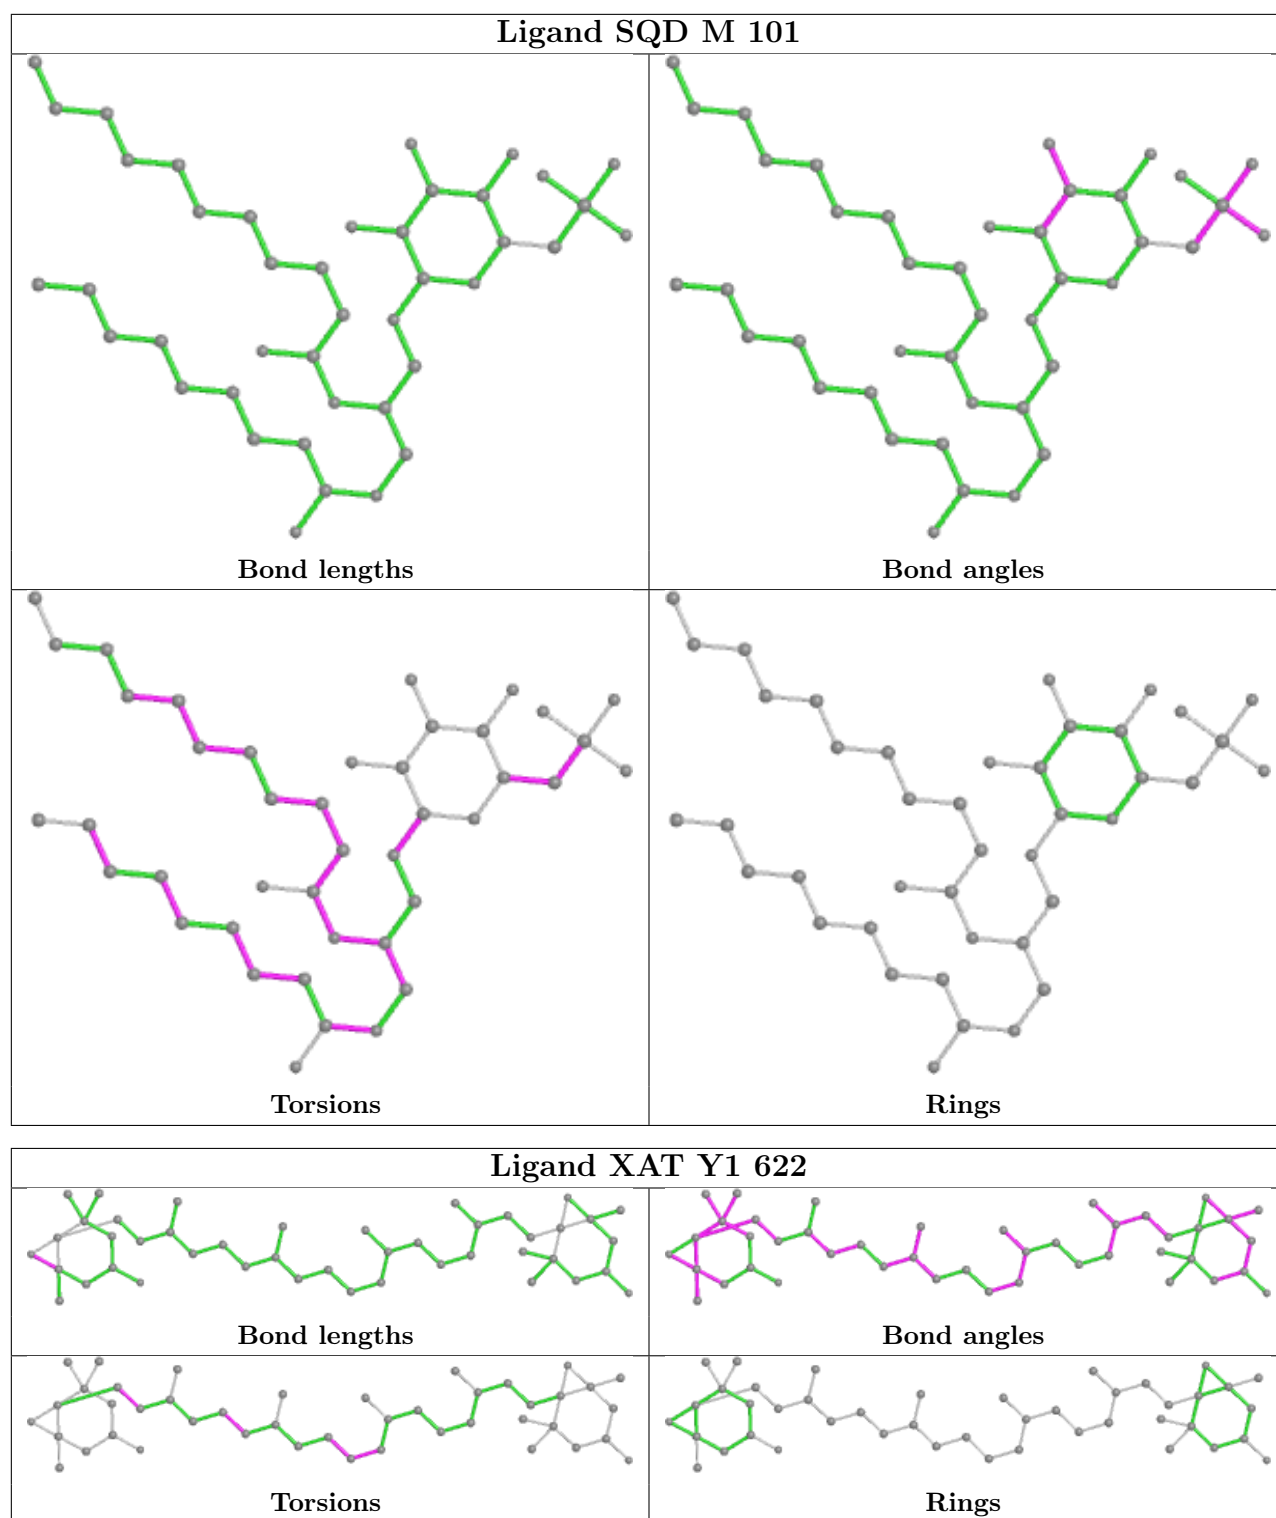 Ligand SQD M 101
Bond lengths
Bond angles
Torsions
Rings
Ligand XAT Y1 622
Bond lengths
Bond angles
Torsions
Rings